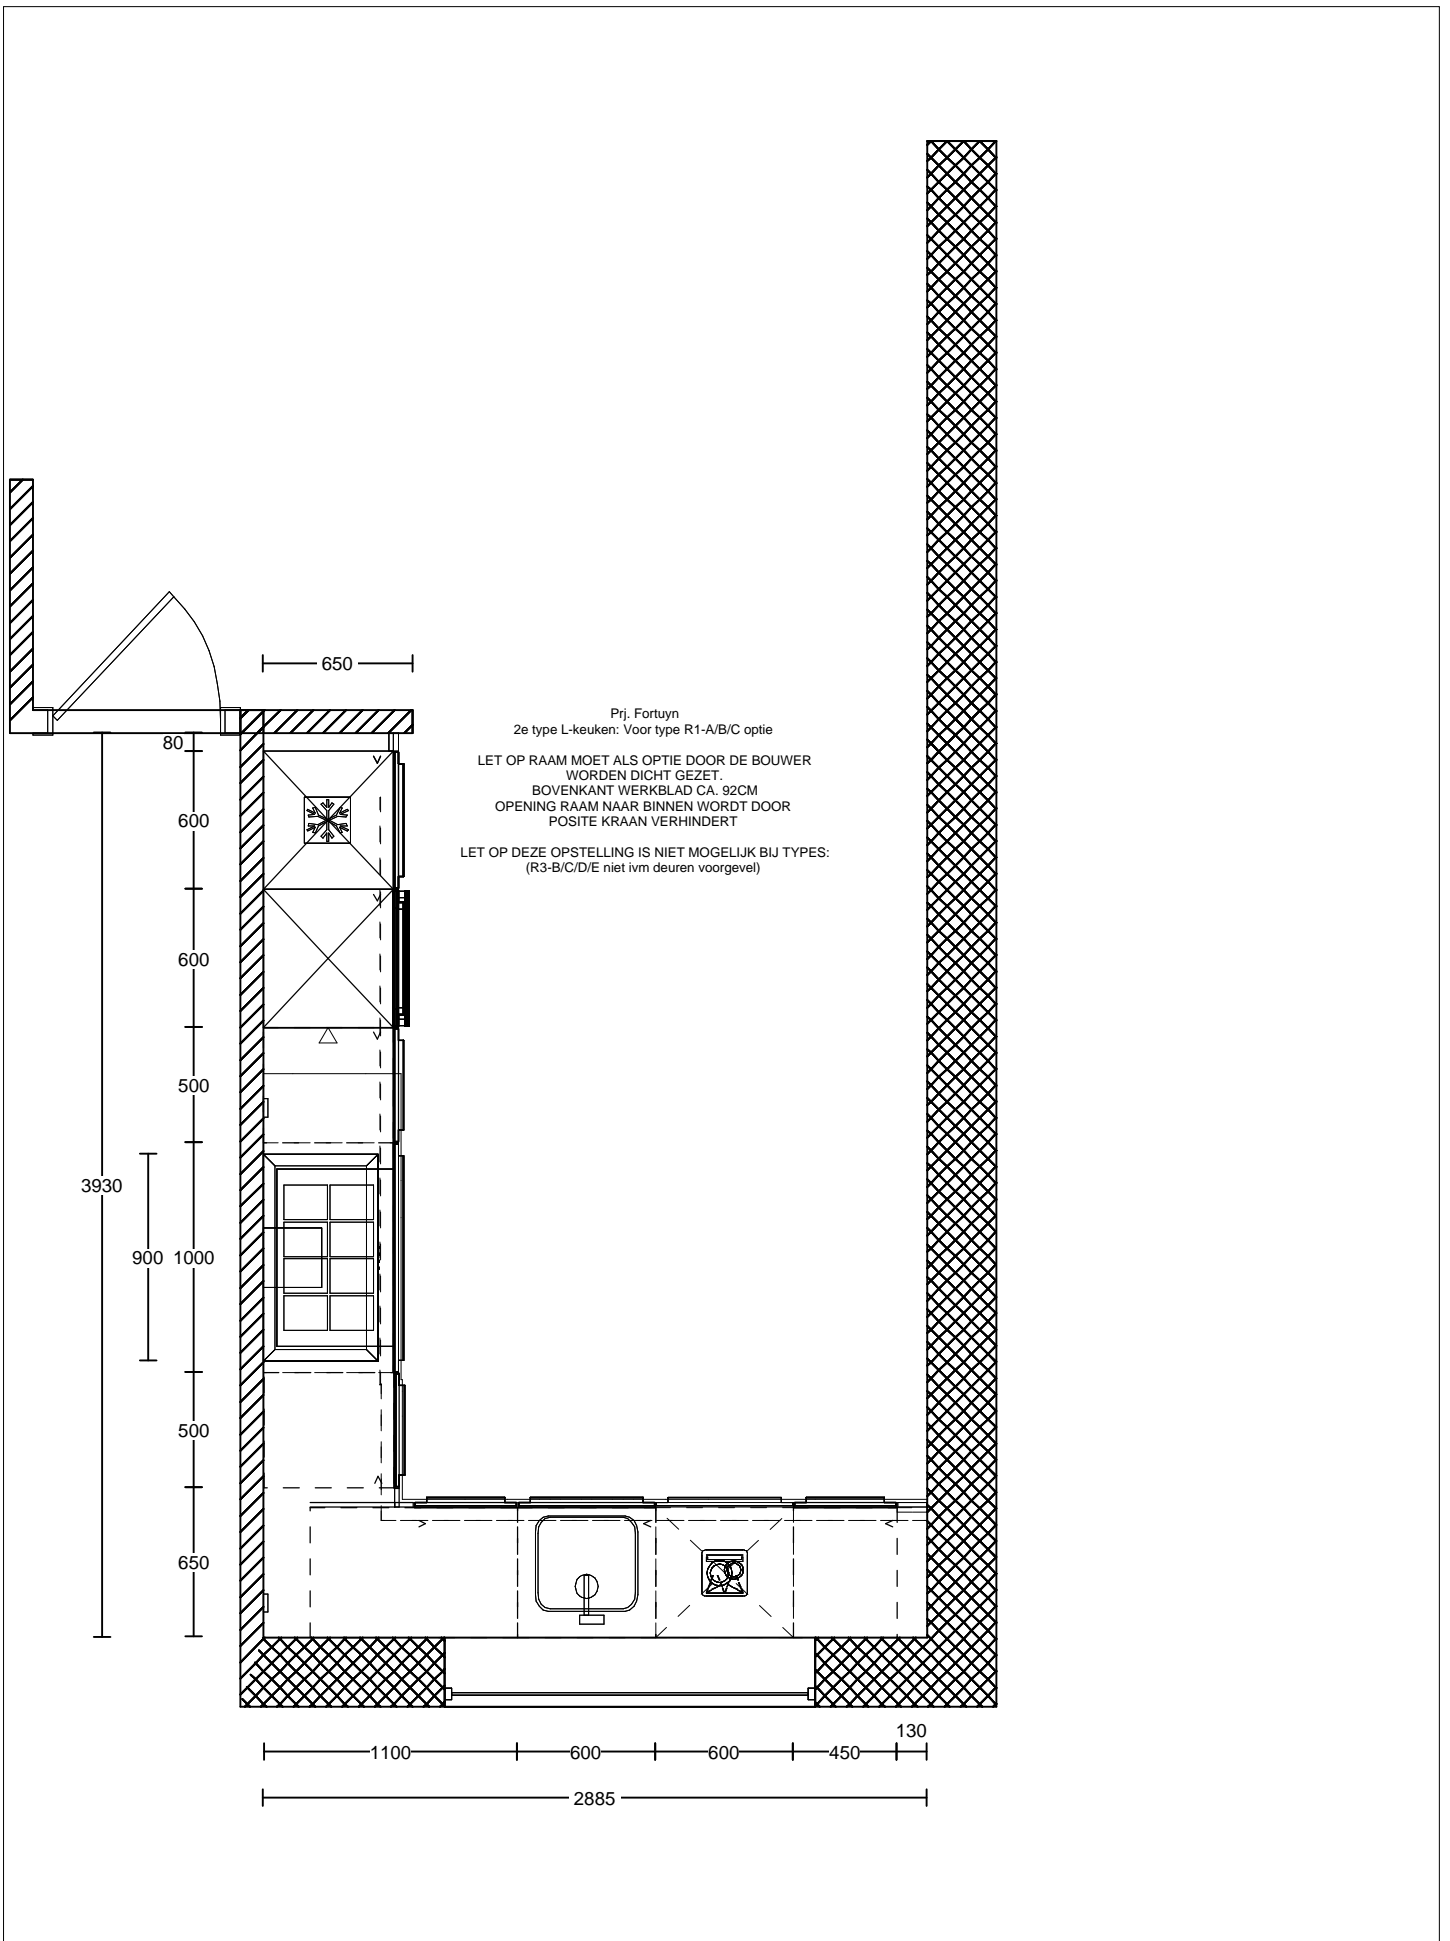 650
Prj. Fortuyn
2e type L-keuken: Voor type R1-A/B/C optie
LET OP RAAM MOET ALS OPTIE DOOR DE BOUWER
WORDEN DICHT GEZET.
BOVENKANT WERKBLAD CA. 92CM
OPENING RAAM NAAR BINNEN WORDT DOOR
POSITE KRAAN VERHINDERT
LET OP DEZE OPSTELLING IS NIET MOGELIJK BIJ TYPES:
(R3-B/C/D/E niet ivm deuren voorgevel)
80
600
600
500
3930
900
1000
500
650
130
1100
600
600
450
2885